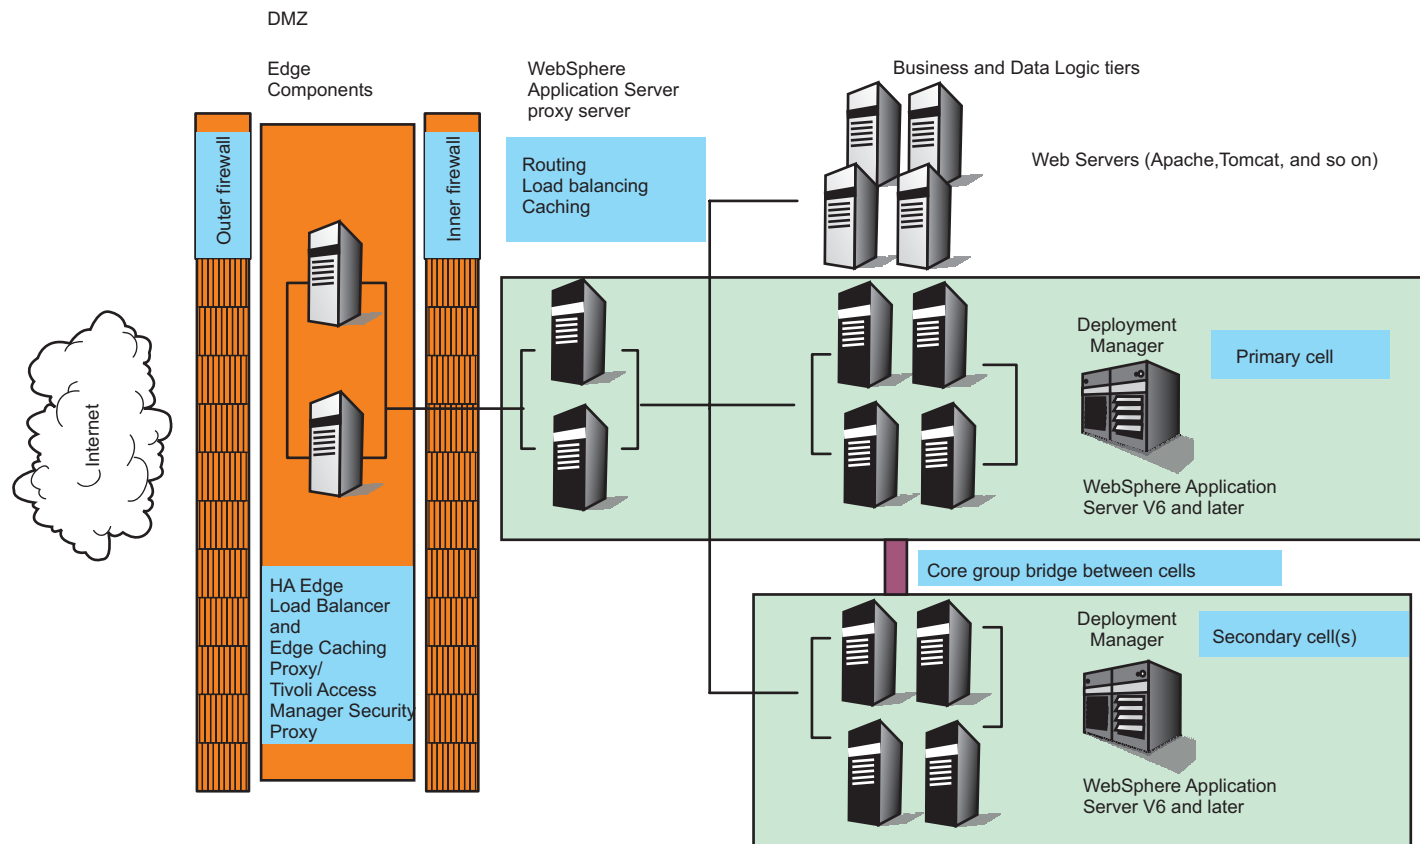 DMZ
Edge
Components
WebSphere
Application Server
proxy server
Business and Data Logic tiers
Outer firewall
Inner firewall
Routing
Load balancing
Caching
Web Servers (Apache,Tomcat, and so on)
Internet
Deployment
Manager
Primary cell
WebSphere Application
Server V6 and later
HA Edge
Load Balancer
and
Edge Caching
Proxy/
Tivoli Access
Manager Security
Proxy
Core group bridge between cells
Deployment
Manager
Secondary cell(s)
WebSphere Application
Server V6 and later